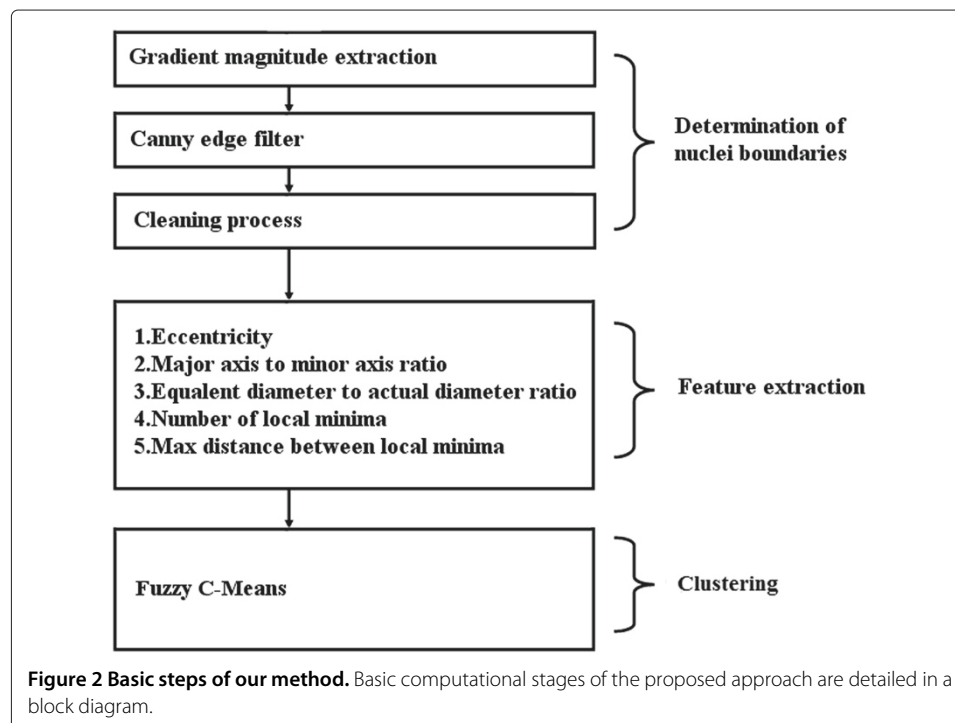 Gradient magnitude extraction
Canny edge filter
Cleaning process
Determination of
nuclei boundaries
1.Eccentricity
2.Major axis to minor axis ratio
3.Equalent diameter to actual diameter ratio
4.Number of local minima
5.Max distance between local minima
Feature extraction
Fuzzy C-Means
Clustering
Figure 2 Basic steps of our method. Basic computational stages of the proposed approach are detailed in a
block diagram.